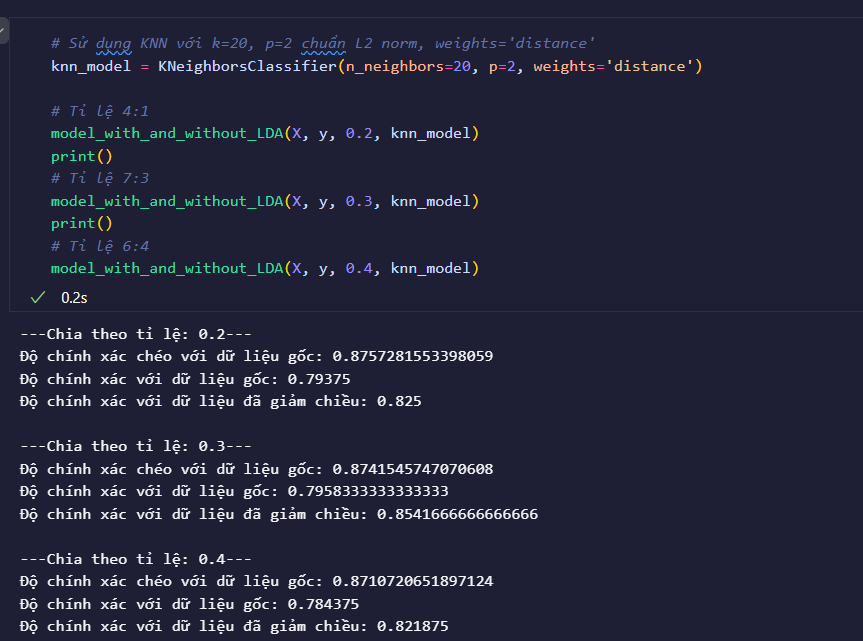 # Sử dụng KNN với k=20, p=2 chuẩn L2 norm, weights='distance'
knn_model = KNeighborsClassifier(n_neighbors=20, p=2, weights='distance')
# Tỉ lệ 4:1
model_with_and_without_LDA(X, y, 0.2, knn_model)
print()
# Tỉ lệ 7:3
model_with_and_without_LDA(X, y, 0.3, knn_model)
print()
# Tỉ lệ 6:4
model_with_and_without_LDA(X, y, 0.4, knn_model)
0.2s
---Chia theo tỉ lệ: 0.2---
Độ chính xác chéo với dữ liệu gốc: 0.8757281553398059
Độ chính xác với dữ liệu gốc: 0.79375
Độ chính xác với dữ liệu đã giảm chiều: 0.825
---Chia theo tỉ lệ: 0.3---
Độ chính xác chéo với dữ liệu gốc: 0.8741545747070608
Độ chính xác với dữ liệu gốc: 0.7958333333333333
Độ chính xác với dữ liệu đã giảm chiều: 0.8541666666666666
---Chia theo tỉ lệ: 0.4---
Độ chính xác chéo với dữ liệu gốc: 0.8710720651897124
Độ chính xác với dữ liệu gốc: 0.784375
Độ chính xác với dữ liệu đã giảm chiều: 0.821875